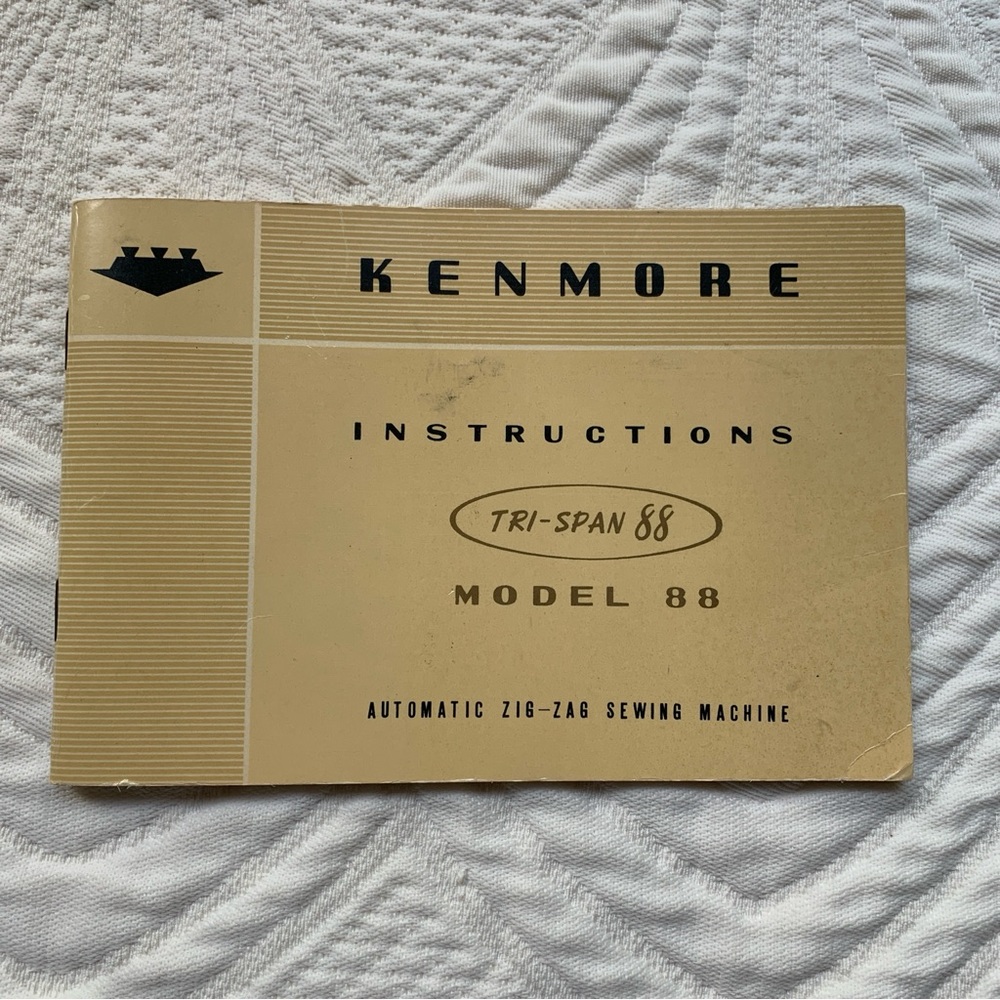 KENMORE
INSTRUCTIONS
TRI-SPAN 88
MODEL 88
AUTOMATIC ZIG-ZAG SEWING MACHINE